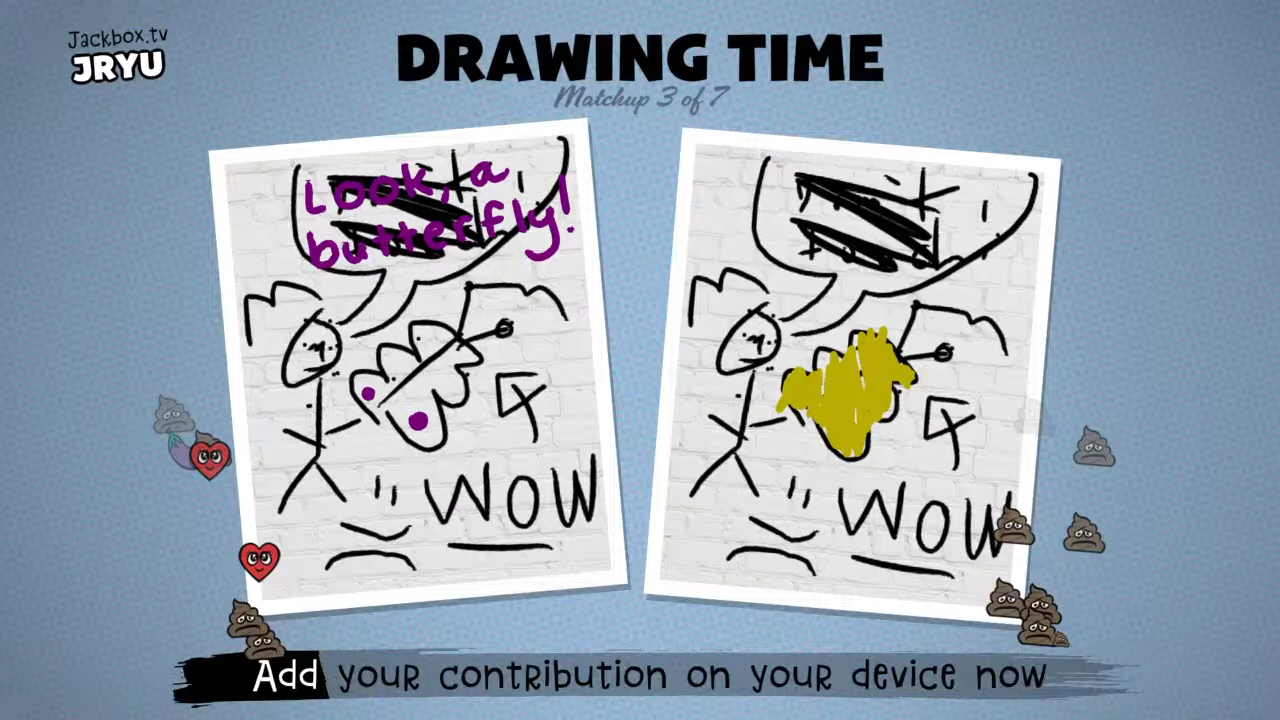 Jackbox.tv
JRYU
DRAWING TIME
Matchup 3 of 7
Look, a
butterfly!
WOW
WOW
Add your contribution on your device now